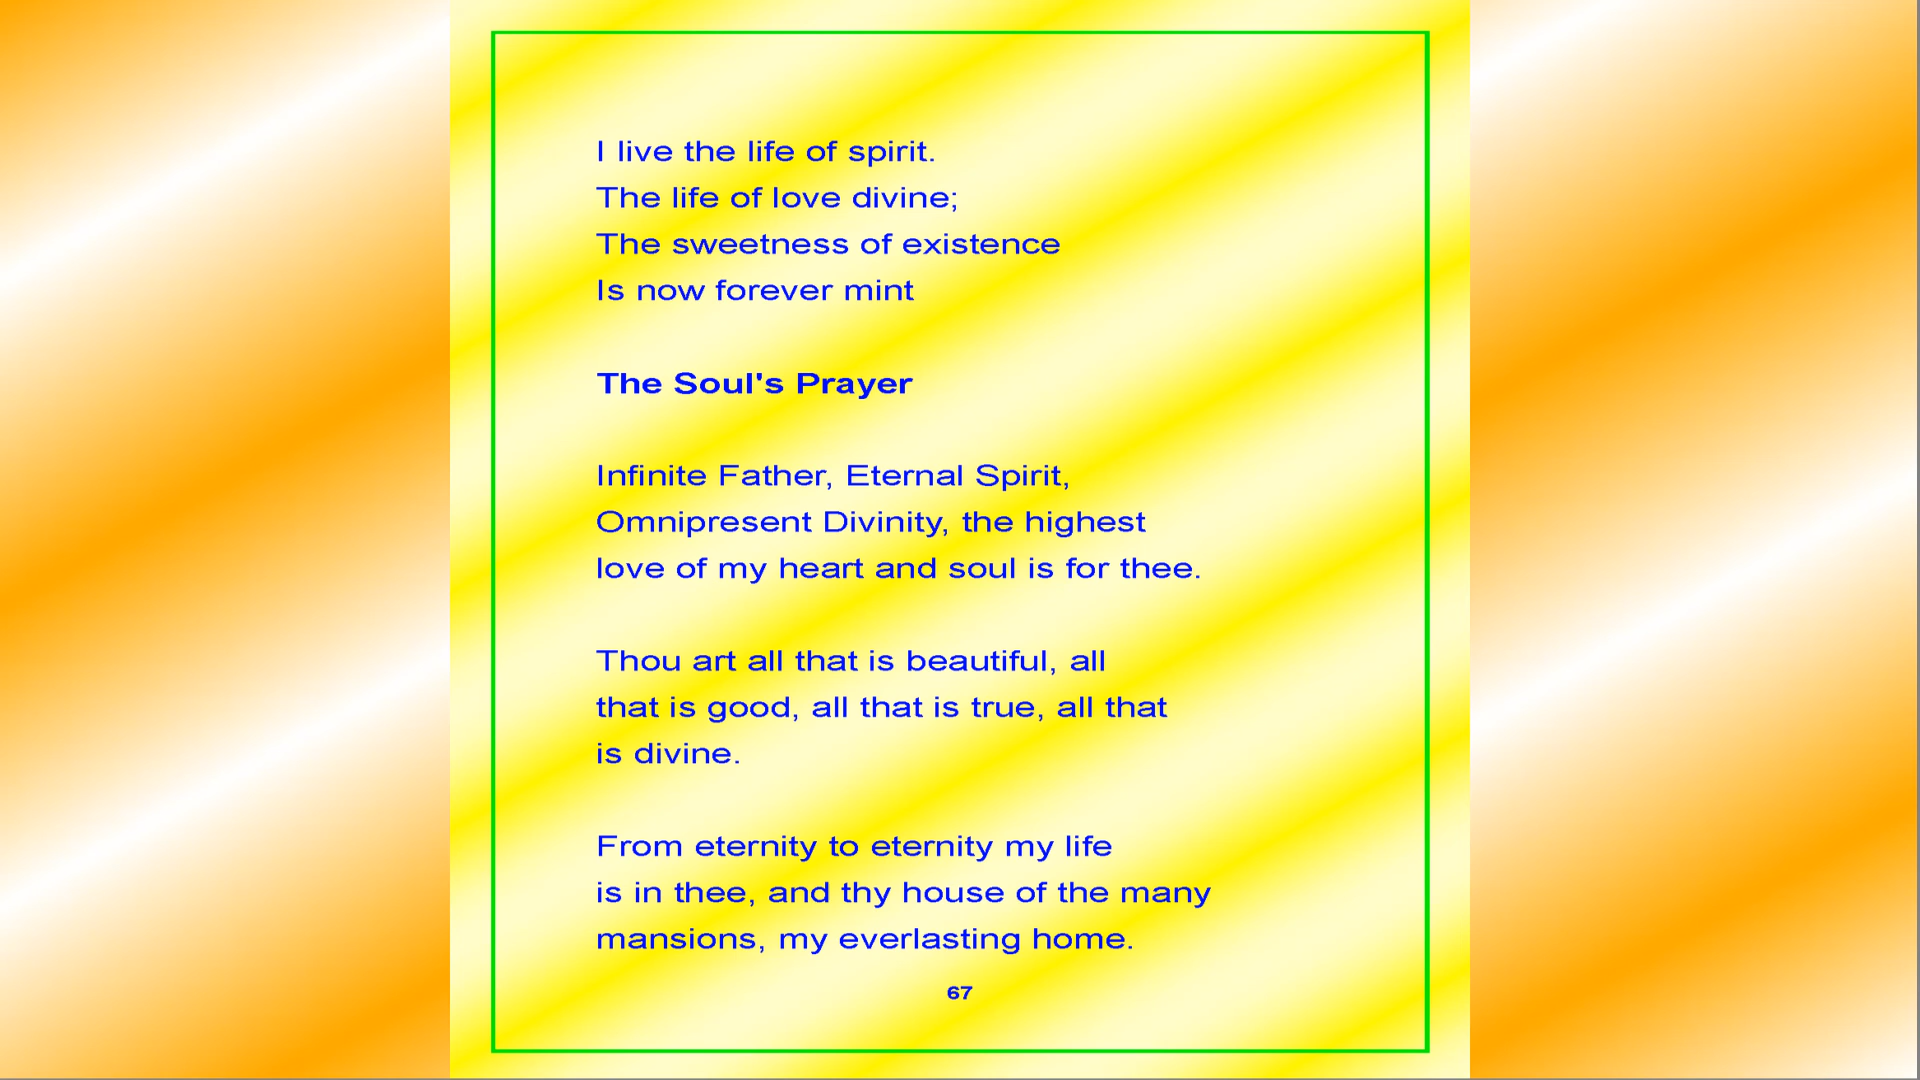 I live the life of spirit.
The life of love divine;
The sweetness of existence
Is now forever mint
The Soul's Prayer
Infinite Father, Eternal Spirit,
Omnipresent Divinity, the highest
love of my heart and soul is for thee.
Thou art all that is beautiful, all
that is good, all that is true, all that
is divine.
From eternity to eternity my life
is in thee, and thy house of the many
mansions, my everlasting home.
67